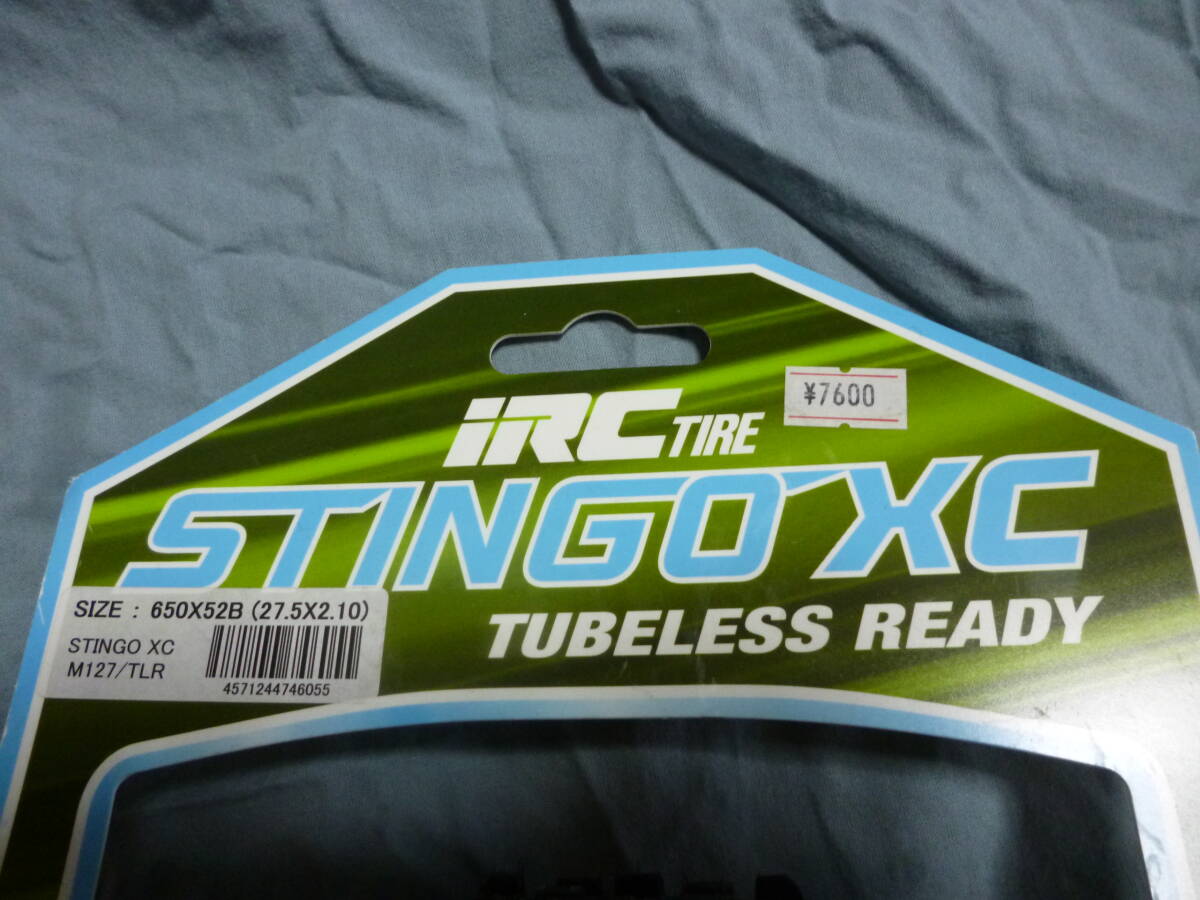 iRC TIRE
¥7600
STINGO XC
TUBELESS READY
SIZE : 650X52B (27.5X2.10)
STINGO XC
M127/TLR
4571244746055